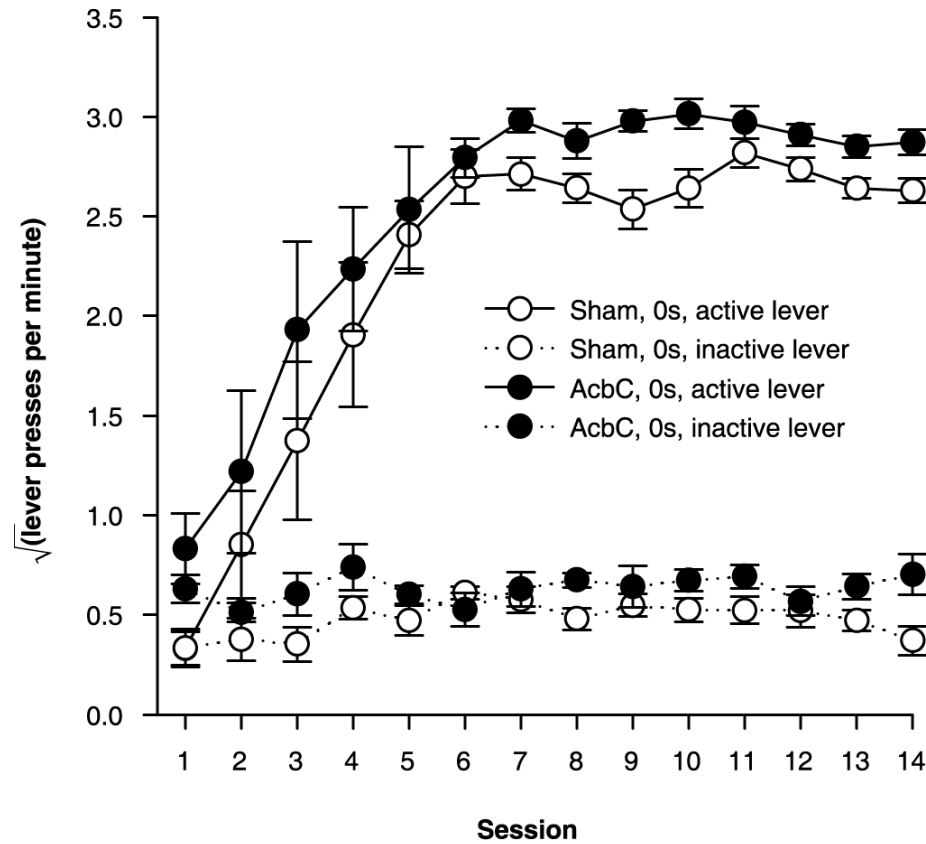 3.5
3.0
2.5
2.0
1.5
1.0
0.5
0.0
√(lever presses per minute)
Sham, 0s, active lever
Sham, 0s, inactive lever
AcbC, 0s, active lever
AcbC, 0s, inactive lever
1 2 3 4 5 6 7 8 9 10 11 12 13 14
Session